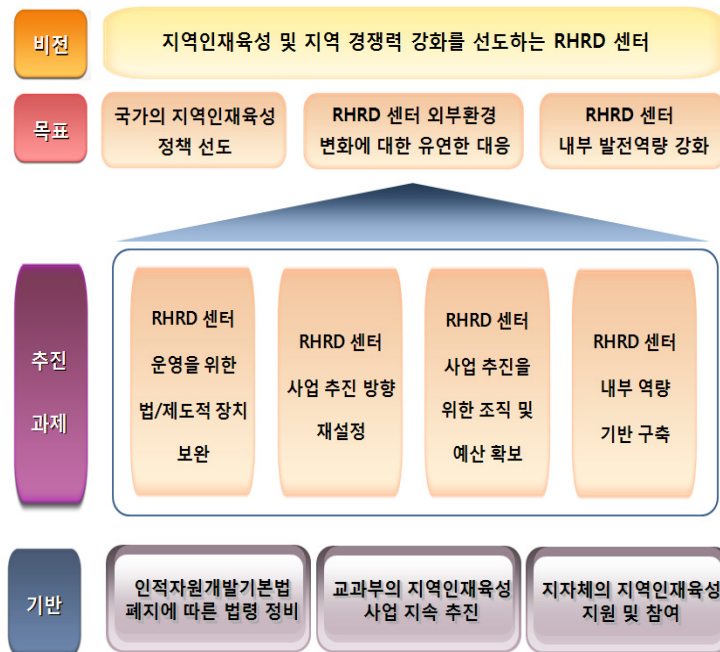 비전
지역인재육성 및 지역 경쟁력 강화를 선도하는 RHRD 센터
목표
국가의 지역인재육성
정책 선도
RHRD 센터 외부환경
변화에 대한 유연한 대응
RHRD 센터
내부 발전역량 강화
추진
과제
RHRD 센터
운영을 위한
법/제도적 장치
보완
RHRD 센터
사업 추진 방향
재설정
RHRD 센터
사업 추진을
위한 조직 및
예산 확보
RHRD 센터
내부 역량
기반 구축
기반
인적자원개발기본법
폐지에 따른 법령 정비
교과부의 지역인재육성
사업 지속 추진
지자체의 지역인재육성
지원 및 참여